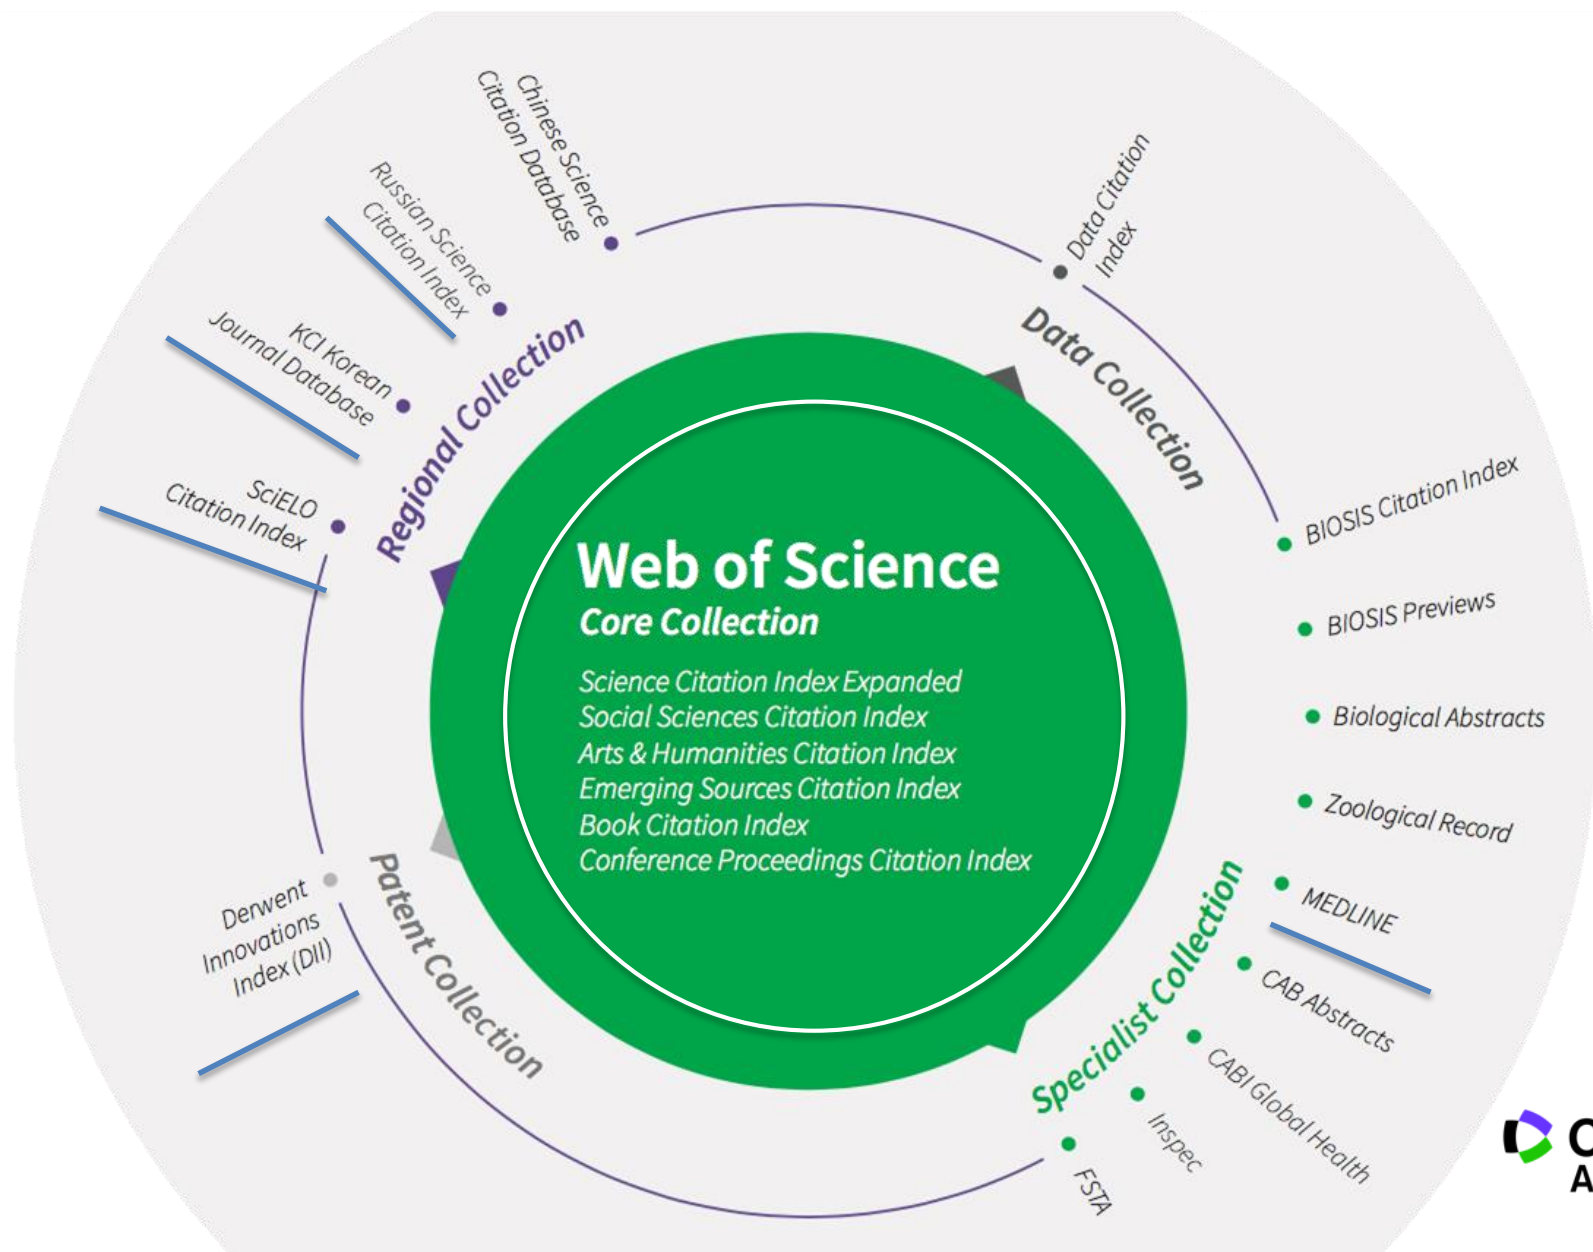 Chinese Science
Citation Database
Russian Science
Citation Index
KCI Korean
Journal Database
SciELO
Citation Index
Regional Collection
Data Citation
Index
Data Collection
BIOSIS Citation Index
BIOSIS Previews
Biological Abstracts
Zoological Record
MEDLINE
CAB Abstracts
CABI Global Health
Inspec
FSTA
Specialist Collection
Web of Science
Core Collection
Science Citation Index Expanded
Social Sciences Citation Index
Arts & Humanities Citation Index
Emerging Sources Citation Index
Book Citation Index
Conference Proceedings Citation Index
Derwent
Innovations
Index (DII)
Patent Collection